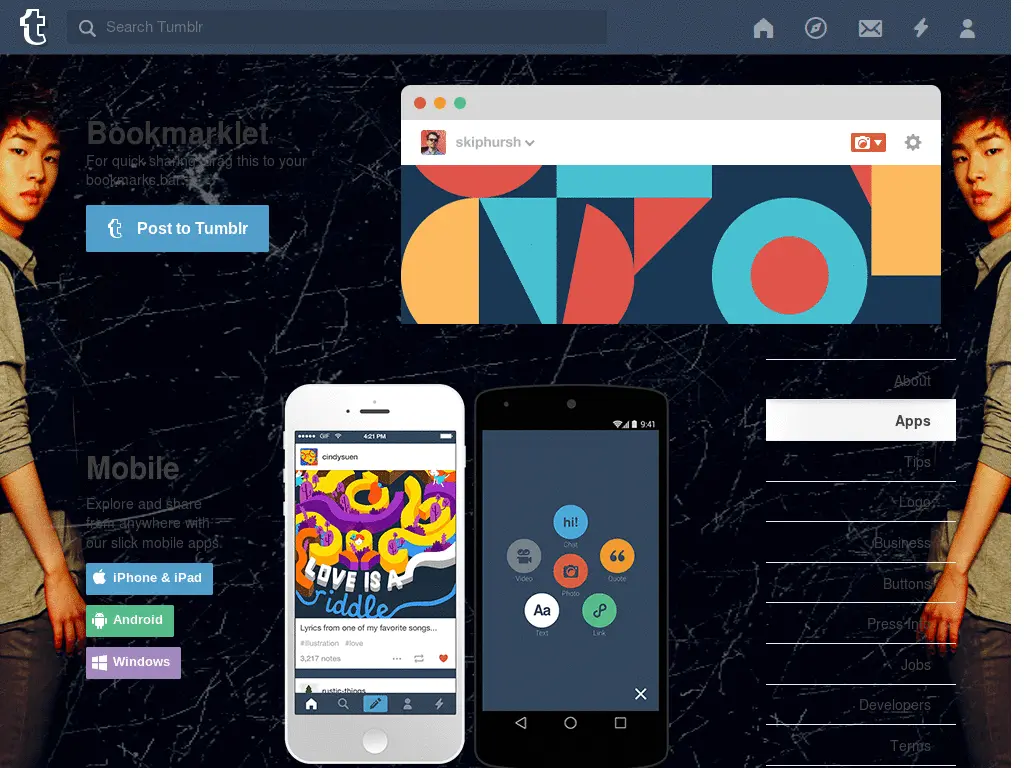 t
Search Tumblr
Bookmarklet
For quick sharing, drag this to your
bookmarks bar.
t Post to Tumblr
skiphursh
Mobile
Explore and share
from anywhere with
our slick mobile apps.
iPhone & iPad
Android
Windows
GIF 4:21 PM
cindysuen
LOVE IS A
riddle
Lyrics from one of my favorite songs...
#illustration #love
3,217 notes
rustic-things
9:41
hi!
Chat
Video
Quote
Photo
Aa
Text
Link
About
Apps
Tips
Logo
Business
Buttons
Press Info
Jobs
Developers
Terms